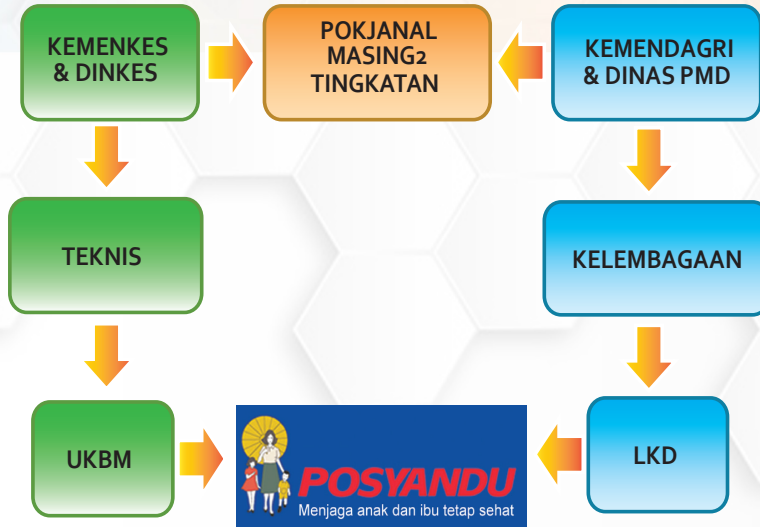 KEMENKES
& DINKES
POKJANAL
MASING2
TINGKATAN
KEMENDAGRI
& DINAS PMD
TEKNIS
KELEMBAGAAN
UKBM
POSYANDU
Menjaga anak dan ibu tetap sehat
LKD